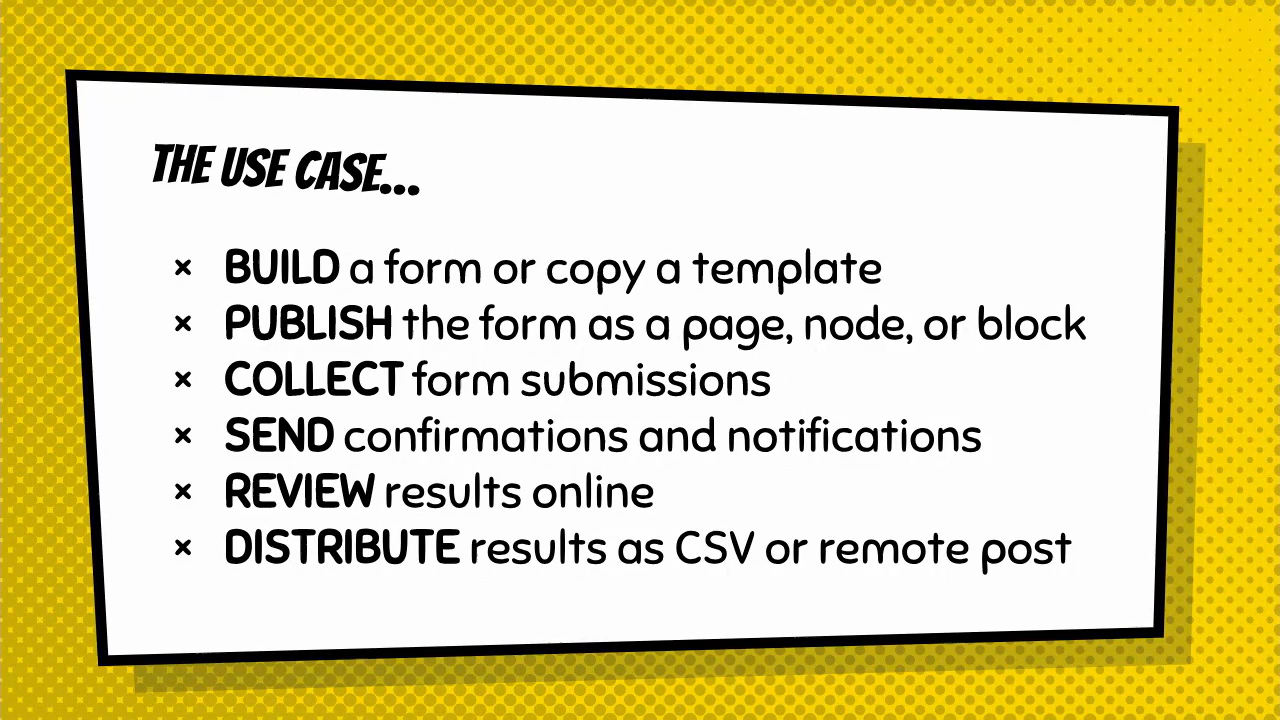 THE USE CASE...
× BUILD a form or copy a template
× PUBLISH the form as a page, node, or block
× COLLECT form submissions
× SEND confirmations and notifications
× REVIEW results online
× DISTRIBUTE results as CSV or remote post